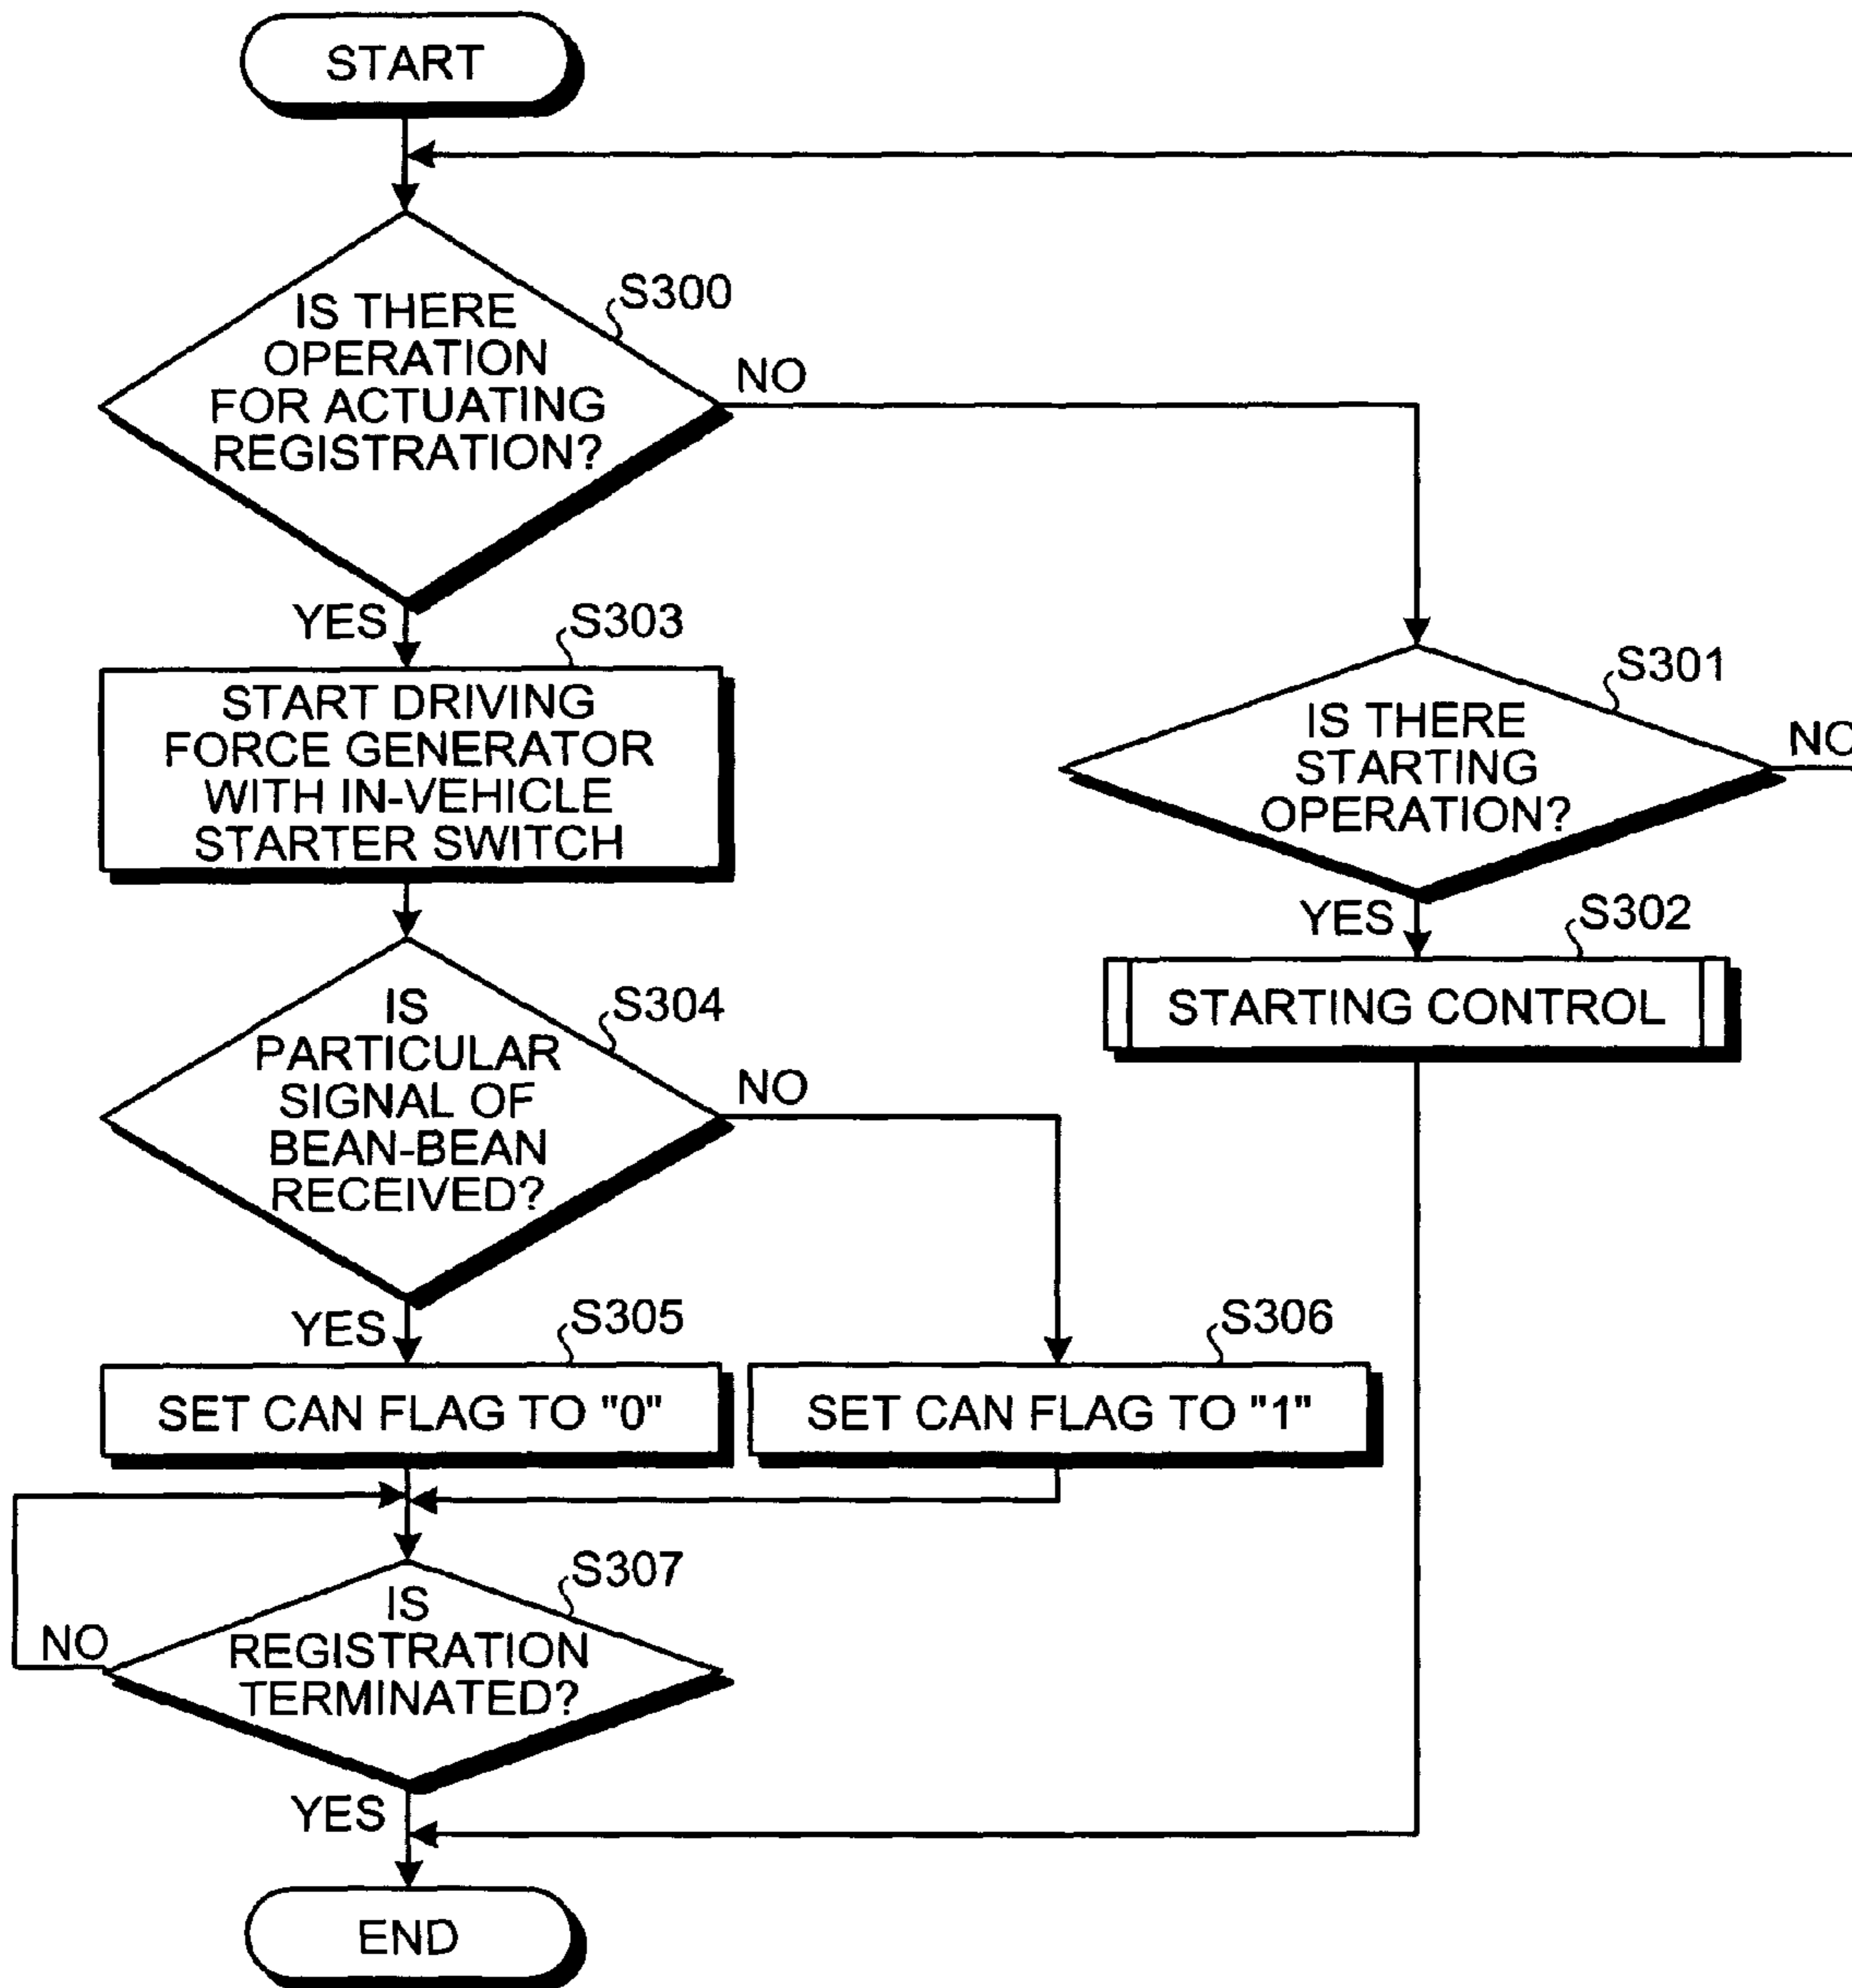 START
S300
IS THERE
OPERATION
FOR ACTUATING
REGISTRATION?
NO
YES
S303
START DRIVING
FORCE GENERATOR
WITH IN-VEHICLE
STARTER SWITCH
S301
IS THERE
STARTING
OPERATION?
NO
YES
S302
STARTING CONTROL
S304
IS
PARTICULAR
SIGNAL OF
BEAN-BEAN
RECEIVED?
NO
YES
S305
SET CAN FLAG TO "0"
S306
SET CAN FLAG TO "1"
S307
IS
REGISTRATION
TERMINATED?
NO
YES
END